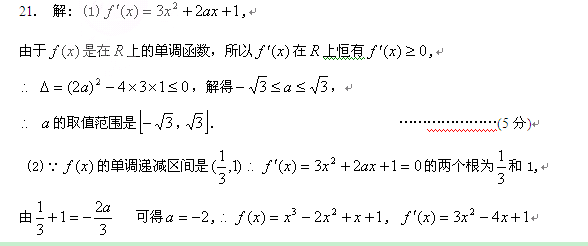 21. 解：(1) f′(x) = 3x² + 2ax + 1,
由于 f(x) 是在 R 上的单调函数，所以 f′(x) 在 R 上恒有 f′(x) ≥ 0,
∴ Δ = (2a)² − 4×3×1 ≤ 0，解得 −√3 ≤ a ≤ √3，
∴ a 的取值范围是 [−√3, √3]. …………………(5 分)
(2) ∵ f(x) 的单调递减区间是 (1/3,1) ∴ f′(x) = 3x² + 2ax + 1 = 0 的两个根为 1/3 和 1,
由 1/3 + 1 = −2a/3 可得 a = −2, ∴ f(x) = x³ − 2x² + x + 1, f′(x) = 3x² − 4x + 1